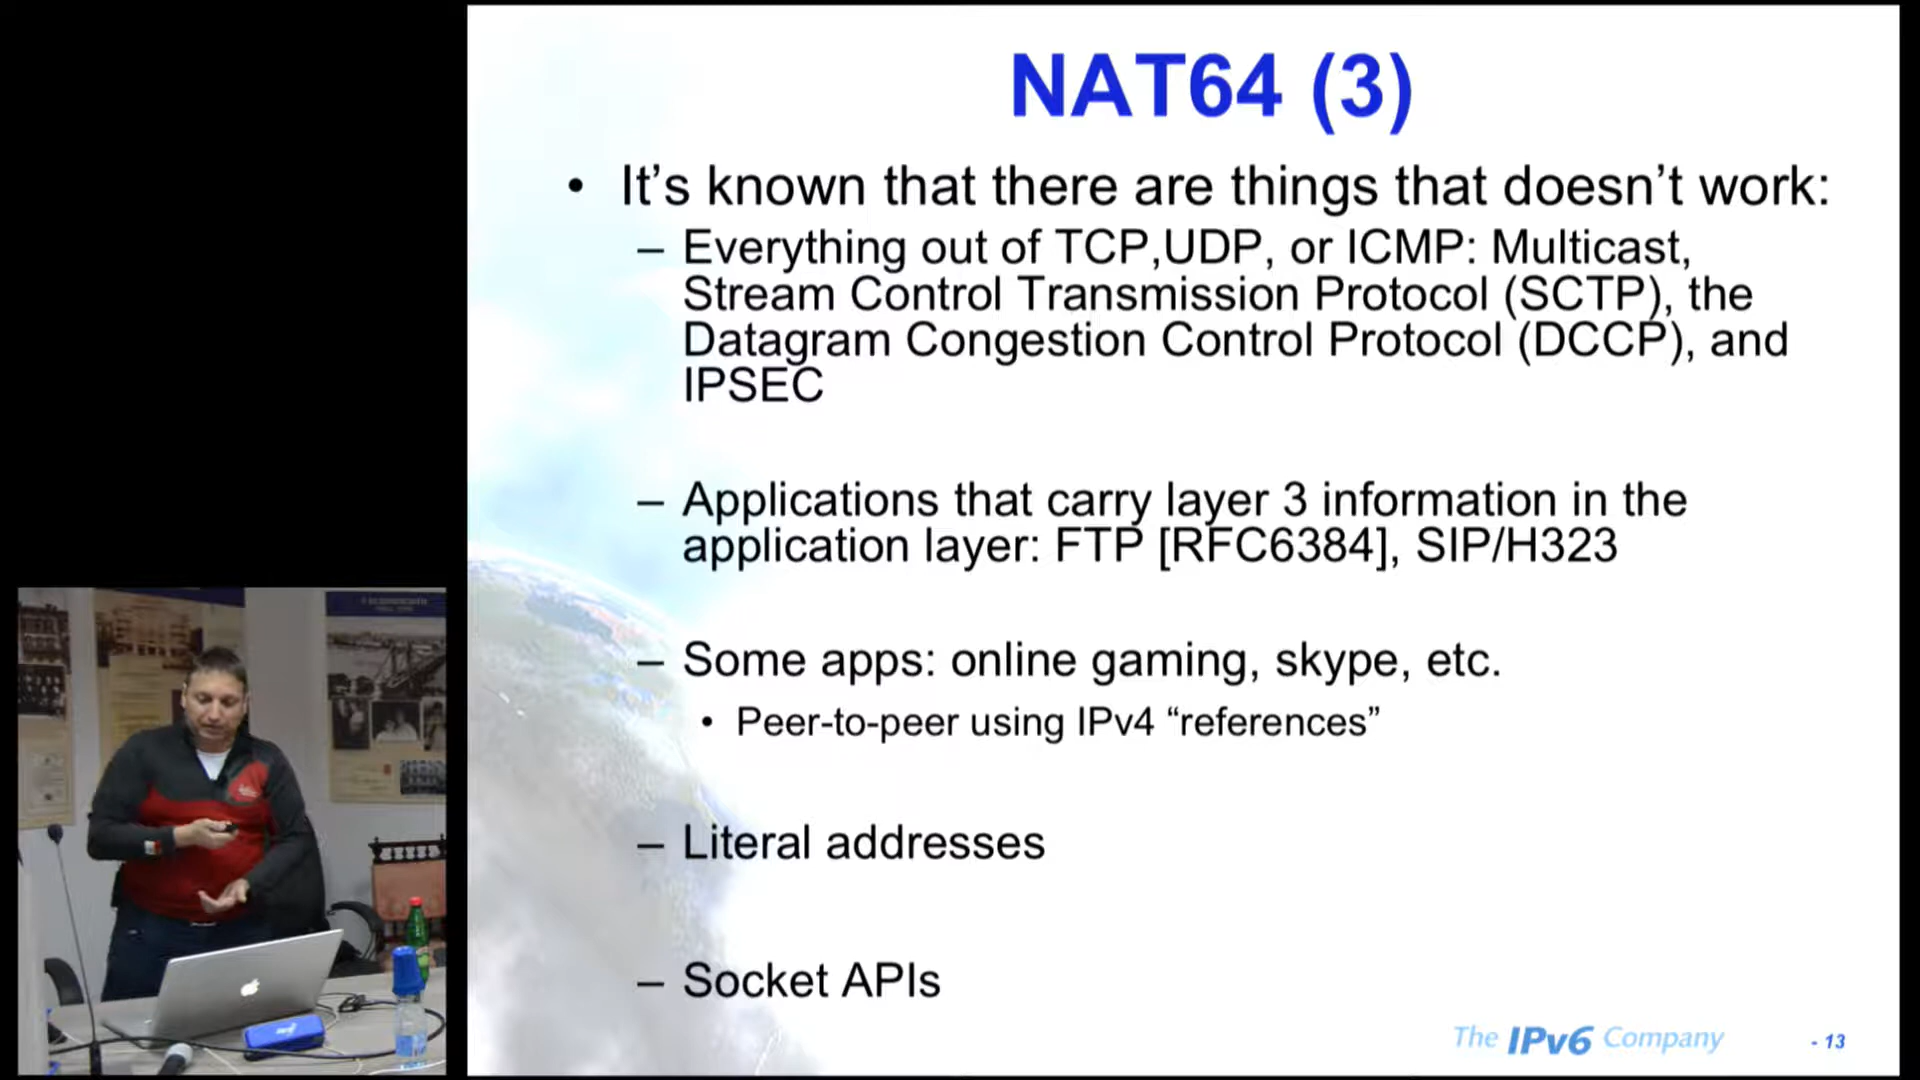 NAT64 (3)
• It's known that there are things that doesn't work:
– Everything out of TCP,UDP, or ICMP: Multicast,
Stream Control Transmission Protocol (SCTP), the
Datagram Congestion Control Protocol (DCCP), and
IPSEC
– Applications that carry layer 3 information in the
application layer: FTP [RFC6384], SIP/H323
– Some apps: online gaming, skype, etc.
• Peer-to-peer using IPv4 “references”
– Literal addresses
– Socket APIs
The IPv6 Company
- 13